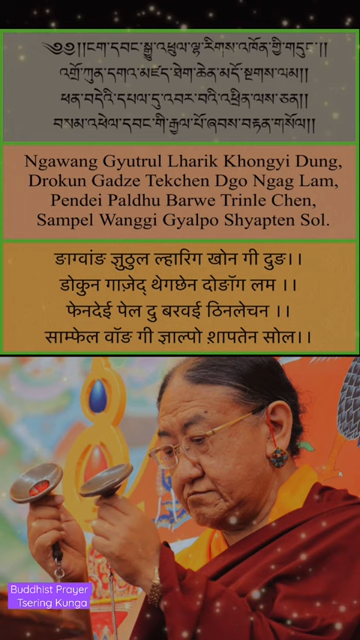 ༄༅།།ངག་དབང་སྒྱུ་འཕྲུལ་ལྷ་རིགས་འཁོན་གྱི་གདུང་།།
འགྲོ་ཀུན་དགའ་མཛད་ཐེག་ཆེན་མདོ་སྔགས་ལམ།།
ཕན་བདེའི་དཔལ་དུ་འབར་བའི་འཕྲིན་ལས་ཅན།།
བསམ་འཕེལ་དབང་གི་རྒྱལ་པོ་ཞབས་བརྟན་གསོལ།།
Ngawang Gyutrul Lharik Khongyi Dung,
Drokun Gadze Tekchen Dgo Ngag Lam,
Pendei Paldhu Barwe Trinle Chen,
Sampel Wanggi Gyalpo Shyapten Sol.
ङाग्वांङ ज्ञुठुल ल्हारिग खोन गी दुङ।।
डोकुन गाज़ेद् थेगछेन दोङॉग लम ।।
फेनदेई पेल दु बरवई ठिनलेचन ।।
साम्फेल वॉङ गी ज्ञाल्पो श़ापतेन सोल।।
Buddhist Prayer
Tsering Kunga